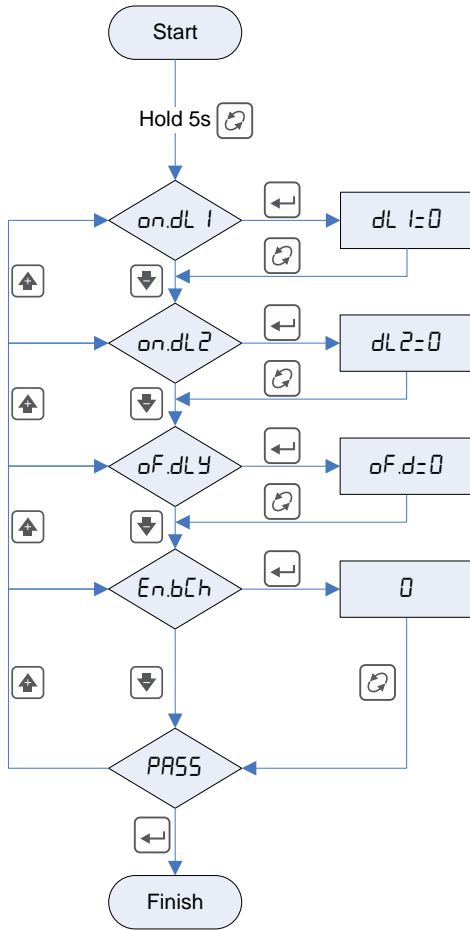 Start
Hold 5s
on.dL1
dL1=0
on.dL2
dL2=0
oF.dLY
oF.d=0
En.bCh
0
PASS
Finish